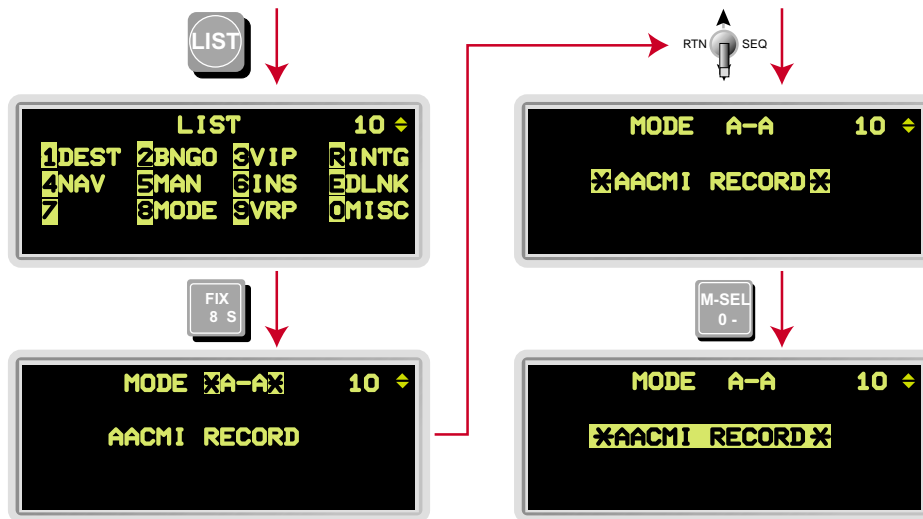 LIST
LIST 10
1DEST 2BNGO 3VIP RINTG
4NAV 5MAN 6INS EDLNK
7 8MODE 9VRP 0MISC
FIX
8 S
MODE *A-A* 10
AACMI RECORD
RTN SEQ
MODE A-A 10
*AACMI RECORD*
M-SEL
0 -
MODE A-A 10
*AACMI RECORD*